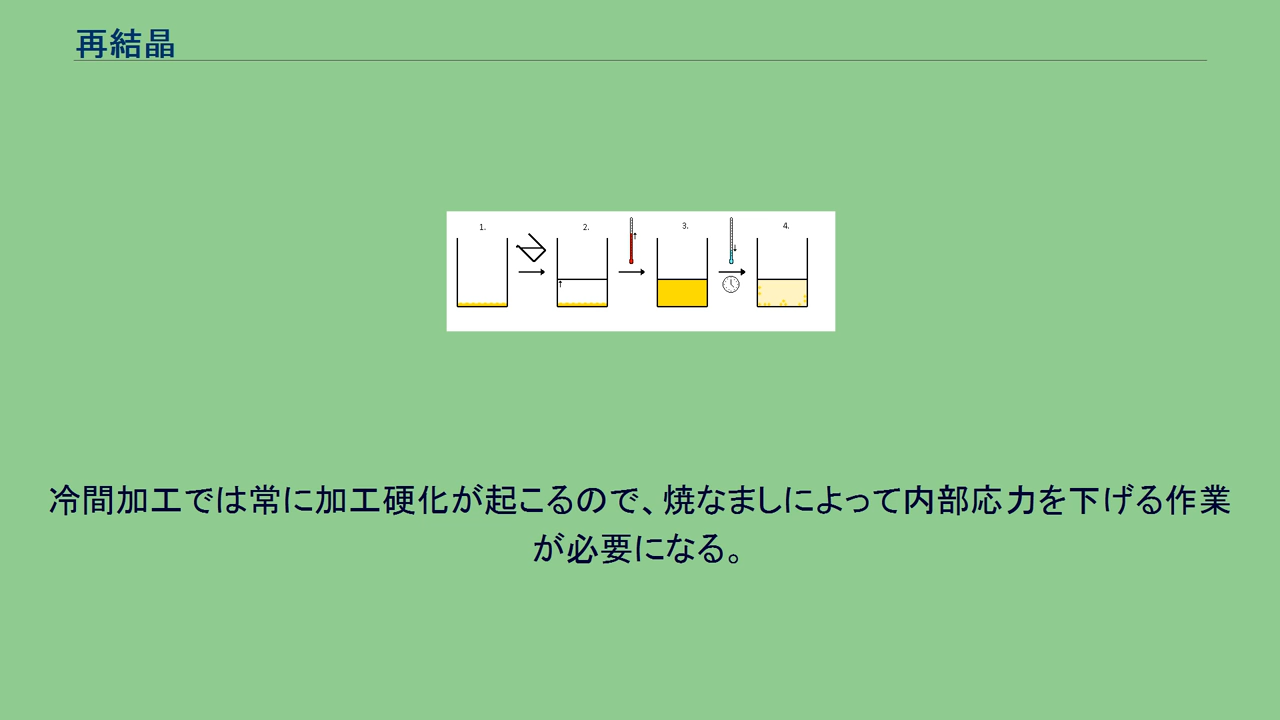 再結晶
1. 2. 3. 4.
冷間加工では常に加工硬化が起こるので、焼なましによって内部応力を下げる作業
が必要になる。